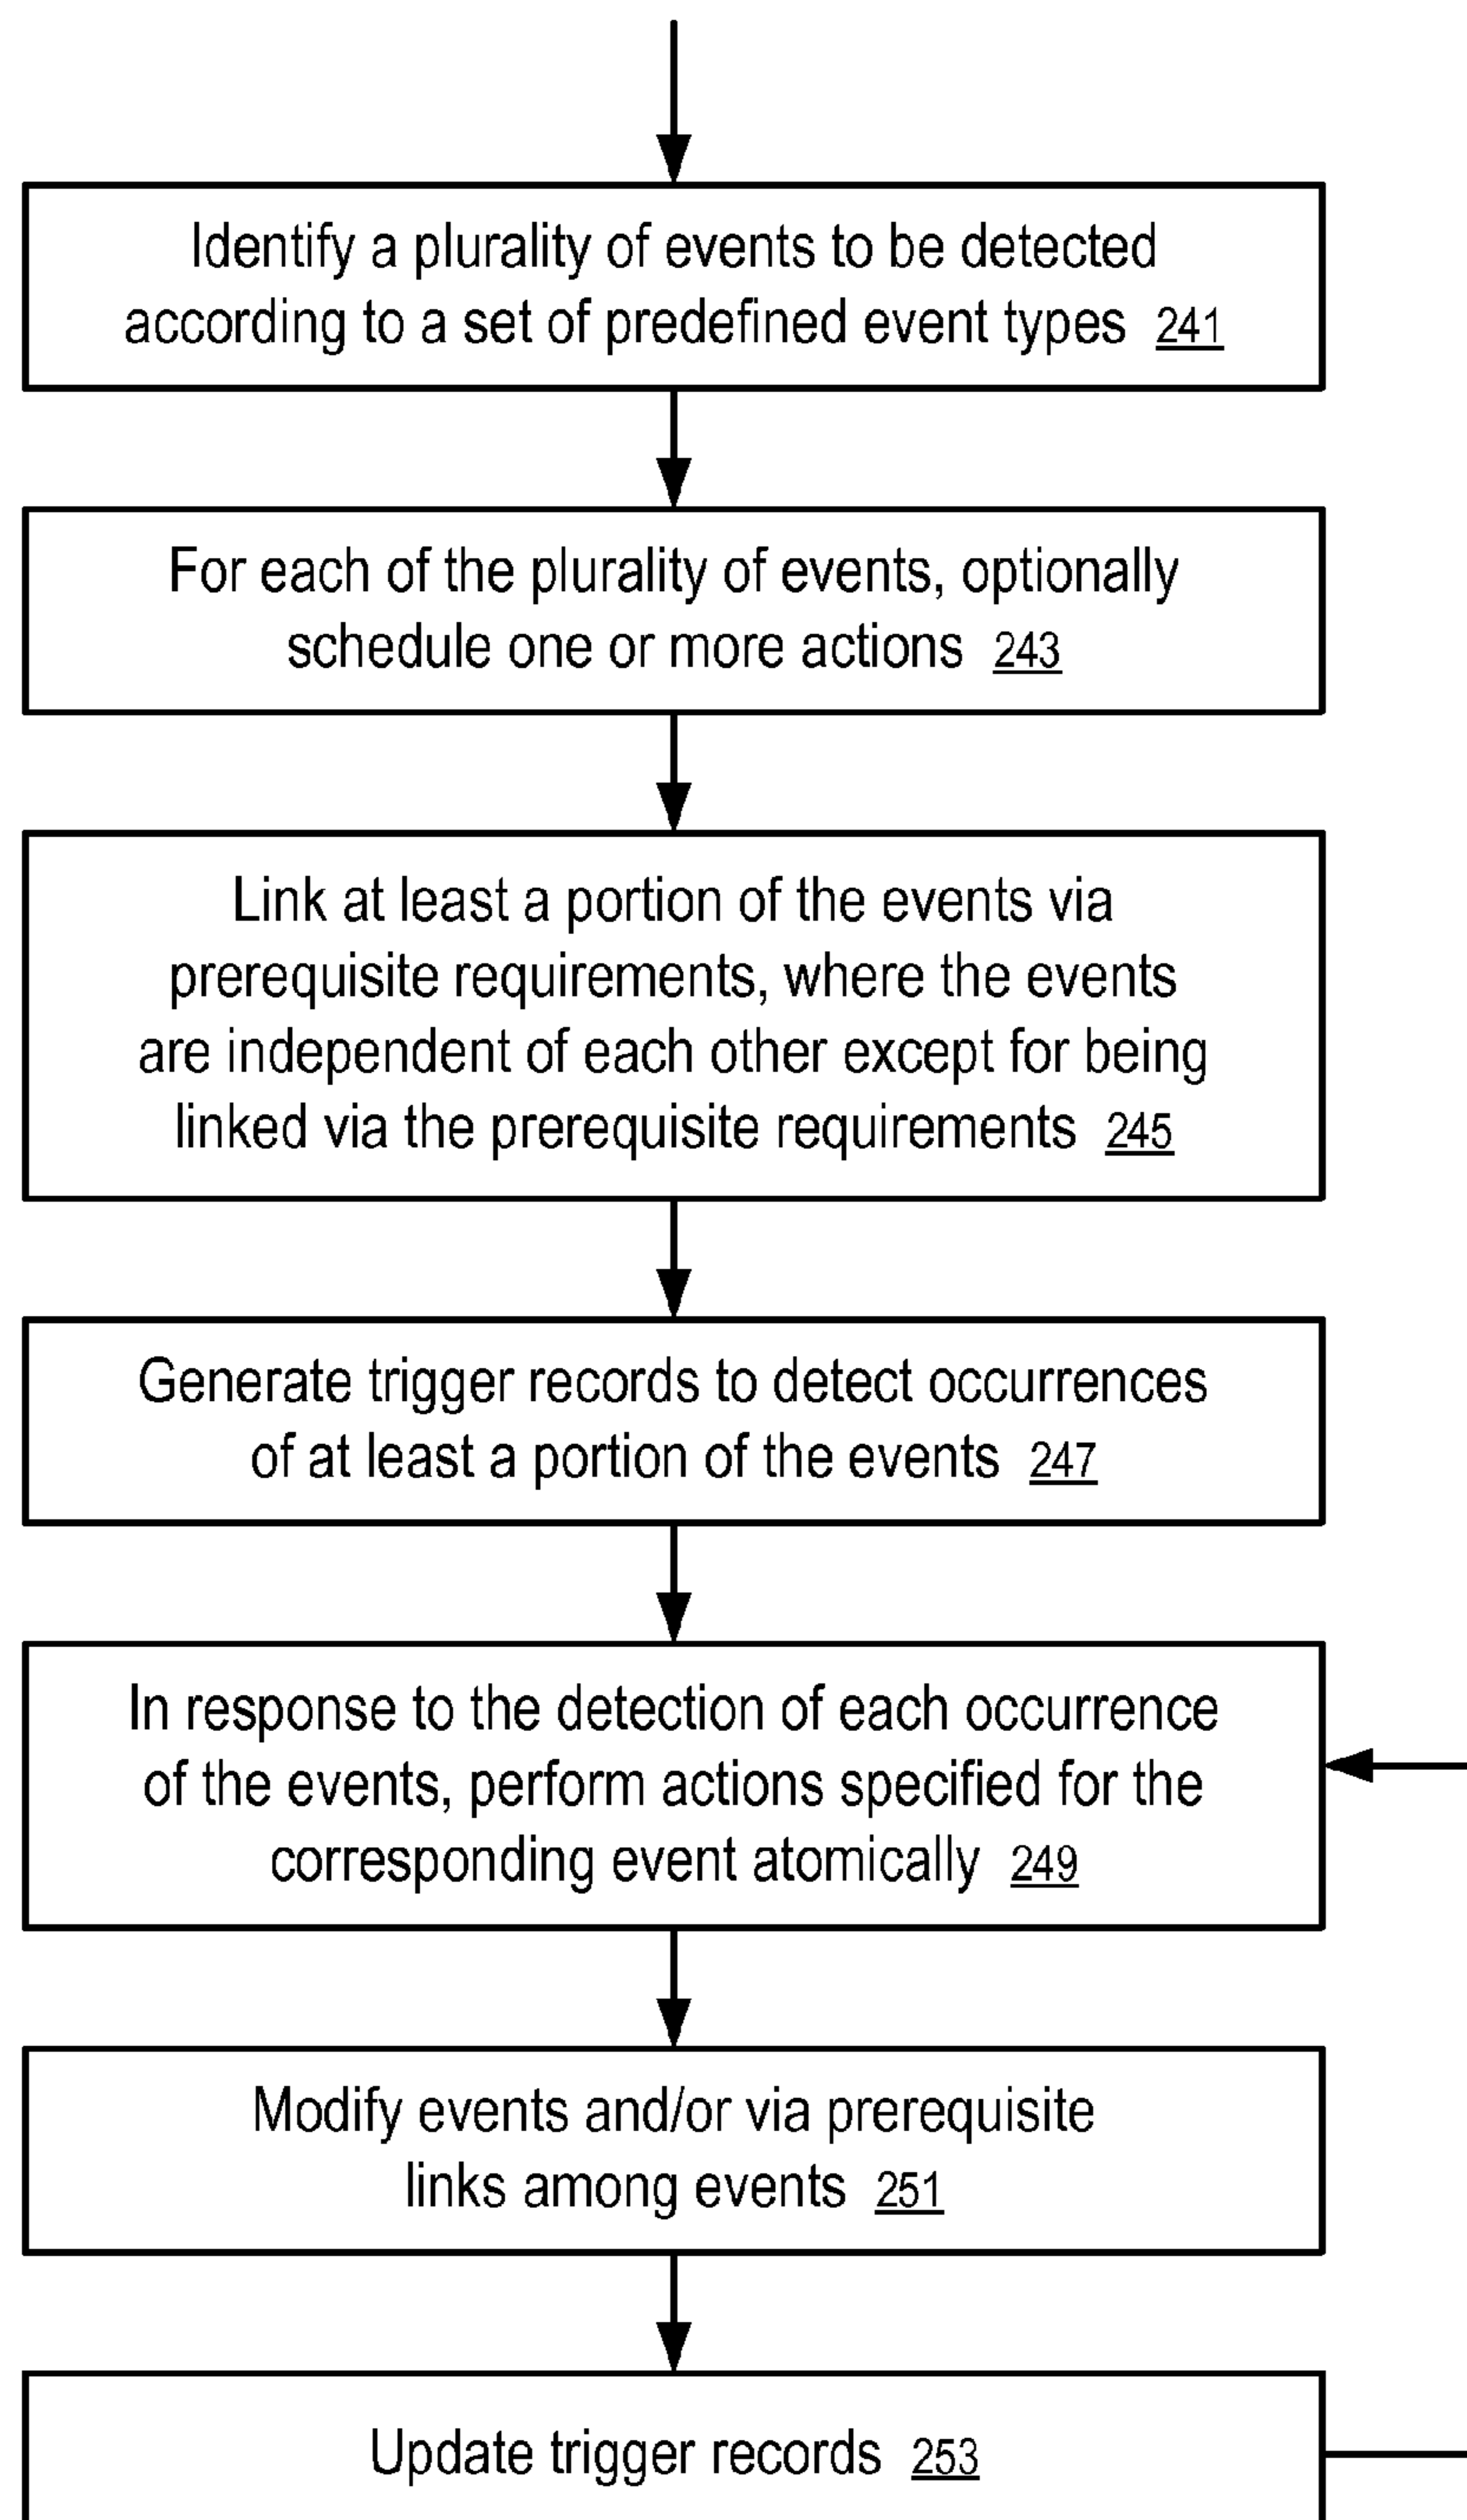 Identify a plurality of events to be detected
according to a set of predefined event types 241
For each of the plurality of events, optionally
schedule one or more actions 243
Link at least a portion of the events via
prerequisite requirements, where the events
are independent of each other except for being
linked via the prerequisite requirements 245
Generate trigger records to detect occurrences
of at least a portion of the events 247
In response to the detection of each occurrence
of the events, perform actions specified for the
corresponding event atomically 249
Modify events and/or via prerequisite
links among events 251
Update trigger records 253